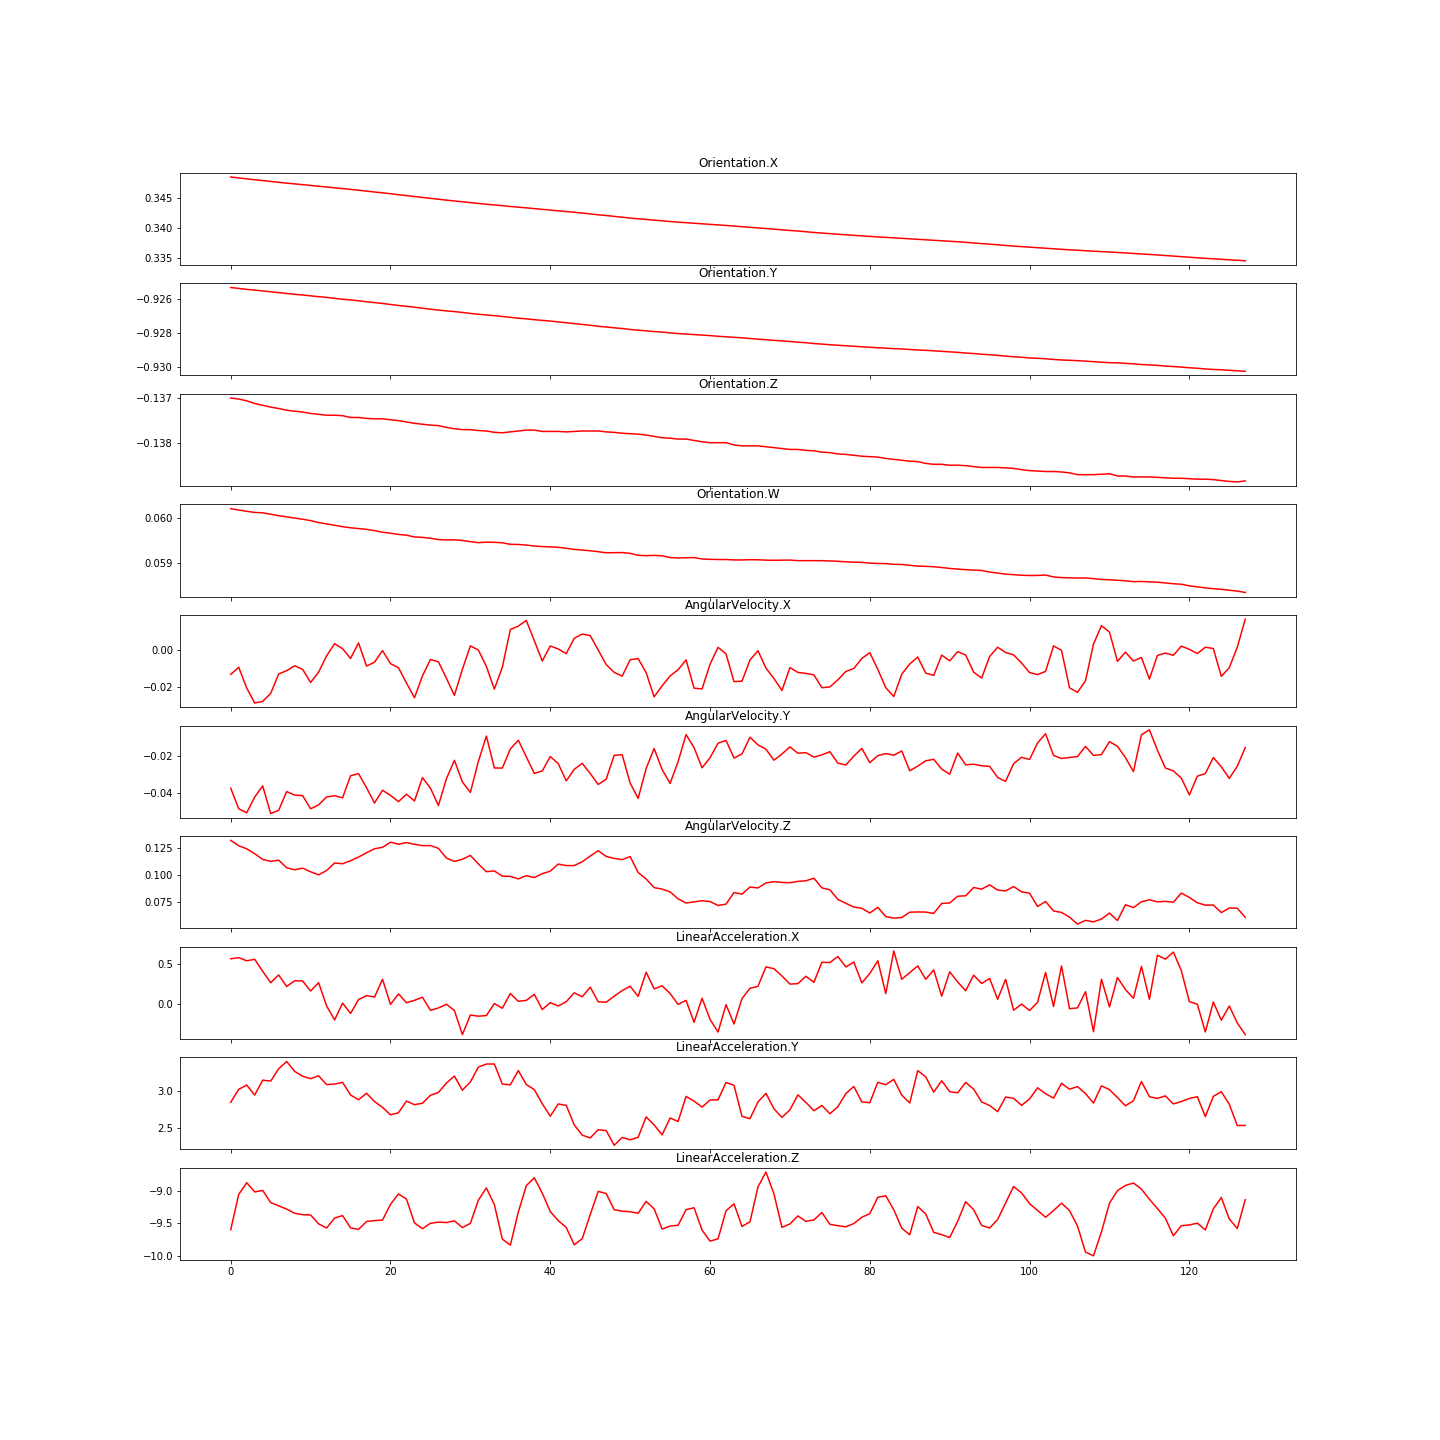 Orientation.X
0.345
0.340
0.335
Orientation.Y
−0.926
−0.928
−0.930
Orientation.Z
−0.137
−0.138
Orientation.W
0.060
0.059
AngularVelocity.X
0.00
−0.02
AngularVelocity.Y
−0.02
−0.04
AngularVelocity.Z
0.125
0.100
0.075
LinearAcceleration.X
0.5
0.0
LinearAcceleration.Y
3.0
2.5
LinearAcceleration.Z
−9.0
−9.5
−10.0
0 20 40 60 80 100 120